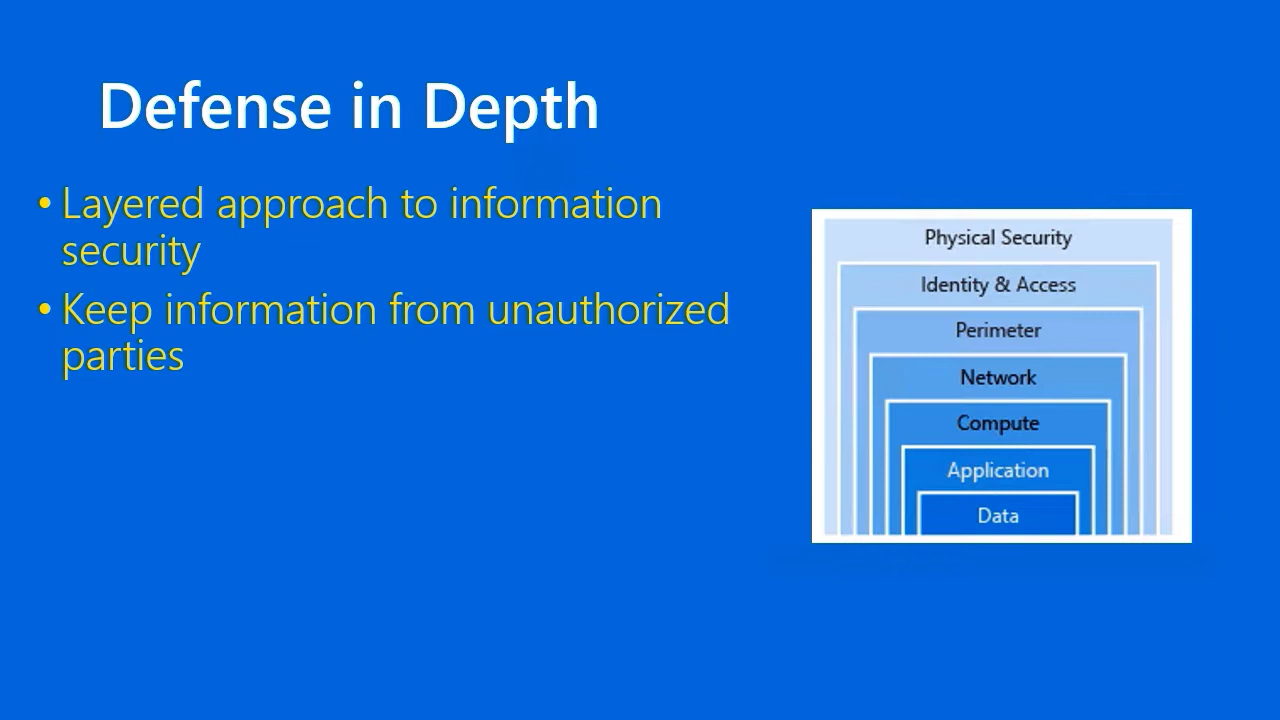 Defense in Depth
• Layered approach to information
security
• Keep information from unauthorized
parties
Physical Security
Identity & Access
Perimeter
Network
Compute
Application
Data